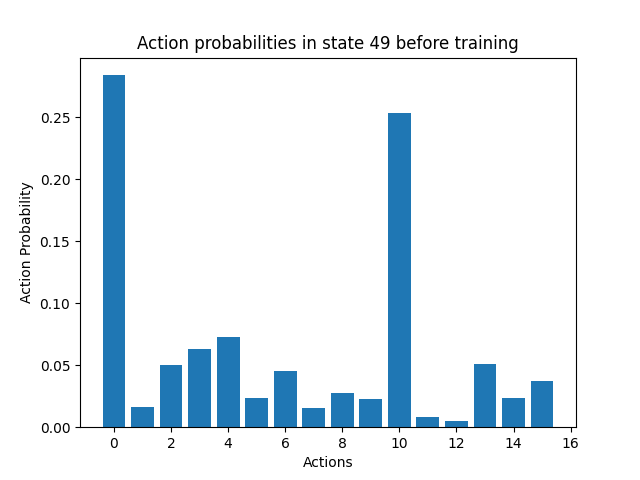 Action probabilities in state 49 before training
0.25
0.20
0.15
0.10
0.05
0.00
Action Probability
0 2 4 6 8 10 12 14 16
Actions